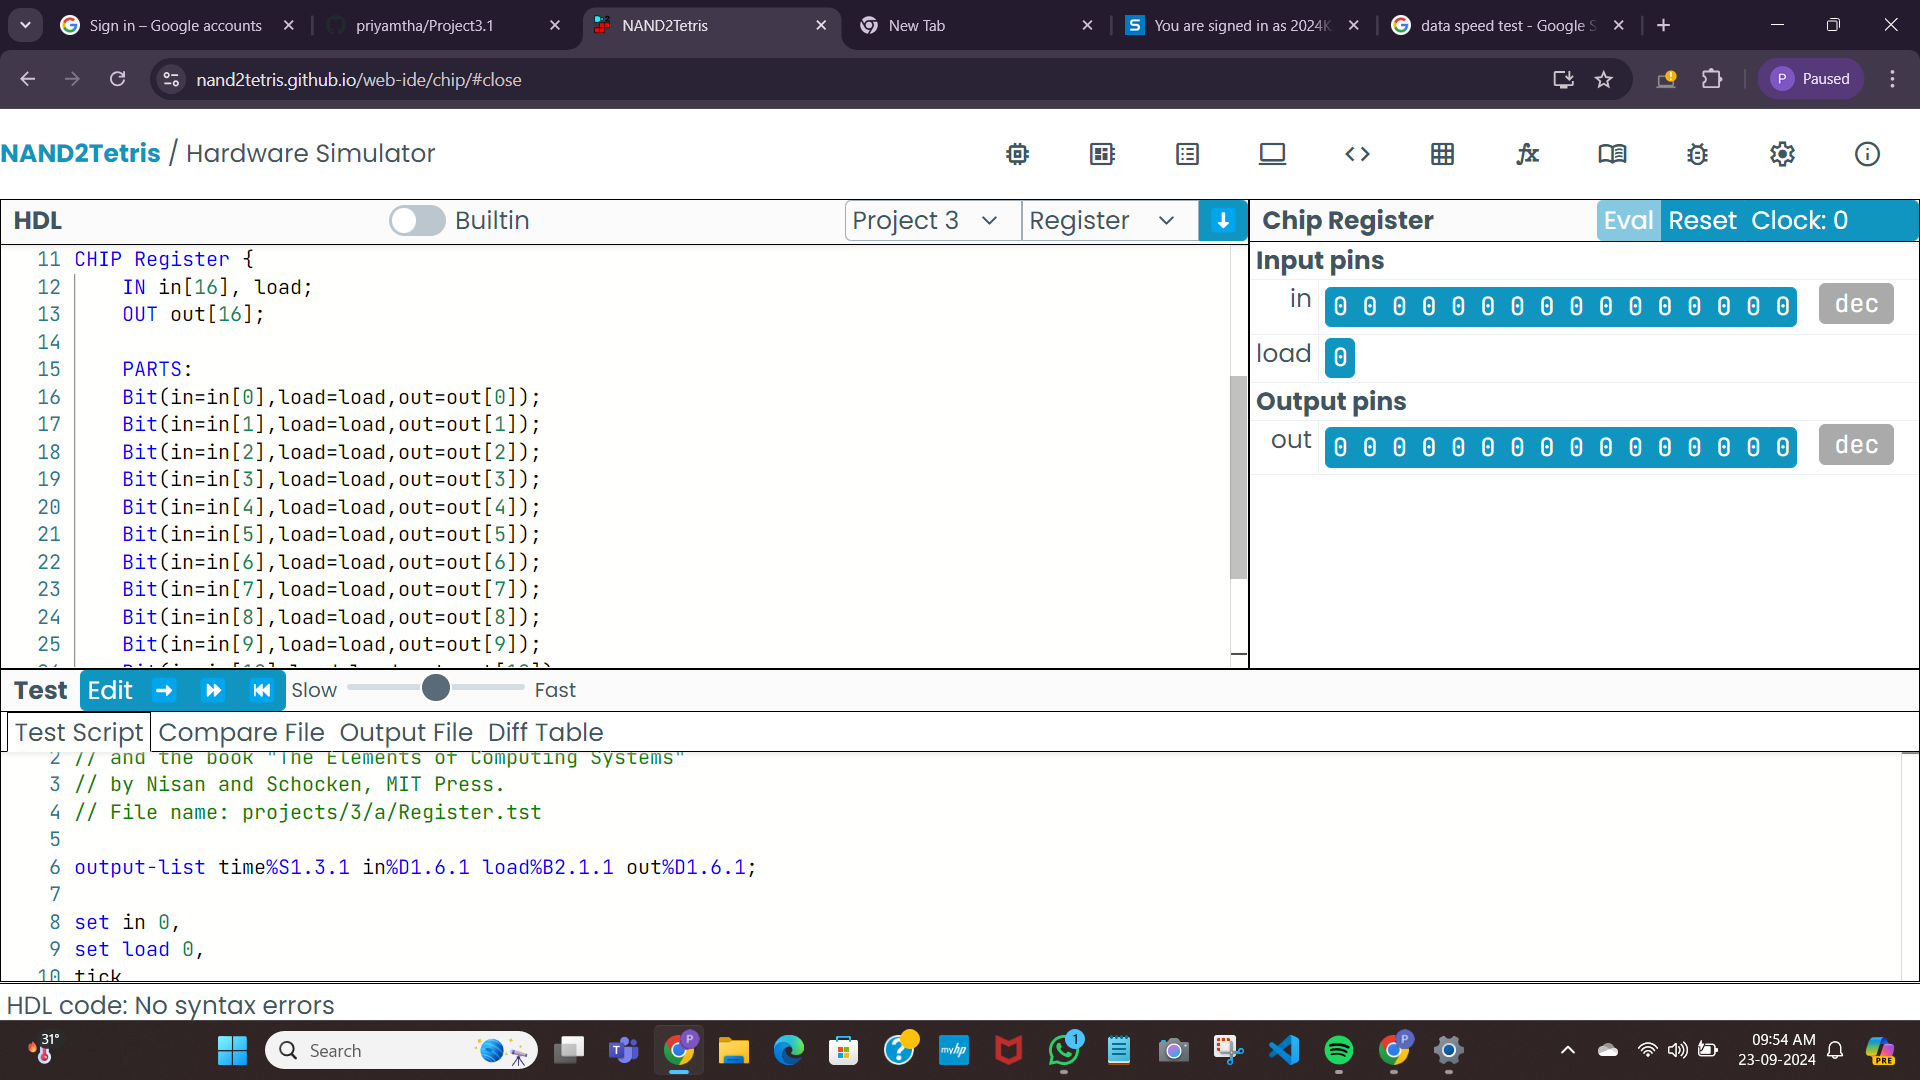 Sign in – Google accounts
priyamtha/Project3.1
NAND2Tetris
New Tab
You are signed in as 2024K
data speed test - Google S
nand2tetris.github.io/web-ide/chip/#close
P Paused
NAND2Tetris / Hardware Simulator
HDL
Builtin
Project 3
Register
Chip Register
Eval Reset Clock: 0
11 CHIP Register {
12 IN in[16], load;
13 OUT out[16];
14
15 PARTS:
16 Bit(in=in[0],load=load,out=out[0]);
17 Bit(in=in[1],load=load,out=out[1]);
18 Bit(in=in[2],load=load,out=out[2]);
19 Bit(in=in[3],load=load,out=out[3]);
20 Bit(in=in[4],load=load,out=out[4]);
21 Bit(in=in[5],load=load,out=out[5]);
22 Bit(in=in[6],load=load,out=out[6]);
23 Bit(in=in[7],load=load,out=out[7]);
24 Bit(in=in[8],load=load,out=out[8]);
25 Bit(in=in[9],load=load,out=out[9]);
Input pins
in 0 0 0 0 0 0 0 0 0 0 0 0 0 0 0 0 dec
load 0
Output pins
out 0 0 0 0 0 0 0 0 0 0 0 0 0 0 0 0 dec
Test Edit Slow Fast
Test Script Compare File Output File Diff Table
2 // and the book "The Elements of Computing Systems"
3 // by Nisan and Schocken, MIT Press.
4 // File name: projects/3/a/Register.tst
5
6 output-list time%S1.3.1 in%D1.6.1 load%B2.1.1 out%D1.6.1;
7
8 set in 0,
9 set load 0,
10 tick
HDL code: No syntax errors
31°
Search
P
myhp
1
P
09:54 AM
23-09-2024
PRE